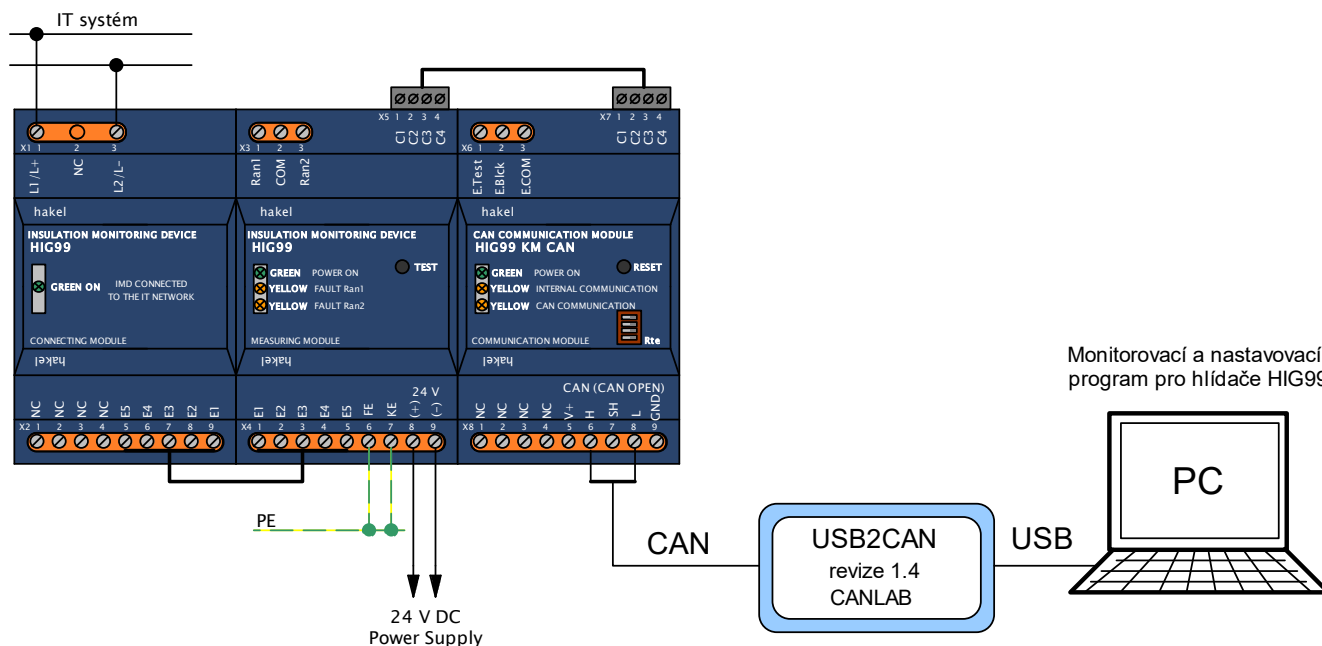 IT systém
X5 1 2 3 4
C1 C2 C3 C4
X7 1 2 3 4
C1 C2 C3 C4
X1 1 2 3
L1/L+ NC L2/L-
X3 1 2 3
Ran1 COM Ran2
X6 1 2 3
E.Test E.Blck E.COM
hakel
INSULATION MONITORING DEVICE
HIG99
GREEN ON IMD CONNECTED
TO THE IT NETWORK
CONNECTING MODULE
hakel
NC NC NC NC E5 E4 E3 E2 E1
X2 1 2 3 4 5 6 7 8 9
hakel
INSULATION MONITORING DEVICE
HIG99
TEST
GREEN POWER ON
YELLOW FAULT Ran1
YELLOW FAULT Ran2
MEASURING MODULE
hakel
24 V
E1 E2 E3 E4 E5 FE KE (+) (-)
X4 1 2 3 4 5 6 7 8 9
hakel
CAN COMMUNICATION MODULE
HIG99 KM CAN
RESET
GREEN POWER ON
YELLOW INTERNAL COMMUNICATION
YELLOW CAN COMMUNICATION
COMMUNICATION MODULE Rte
hakel
CAN (CAN OPEN)
NC NC NC NC V+ H SH L GND
X8 1 2 3 4 5 6 7 8 9
PE
24 V DC
Power Supply
CAN
USB2CAN
revize 1.4
CANLAB
USB
Monitorovací a nastavovací
program pro hlídače HIG99
PC